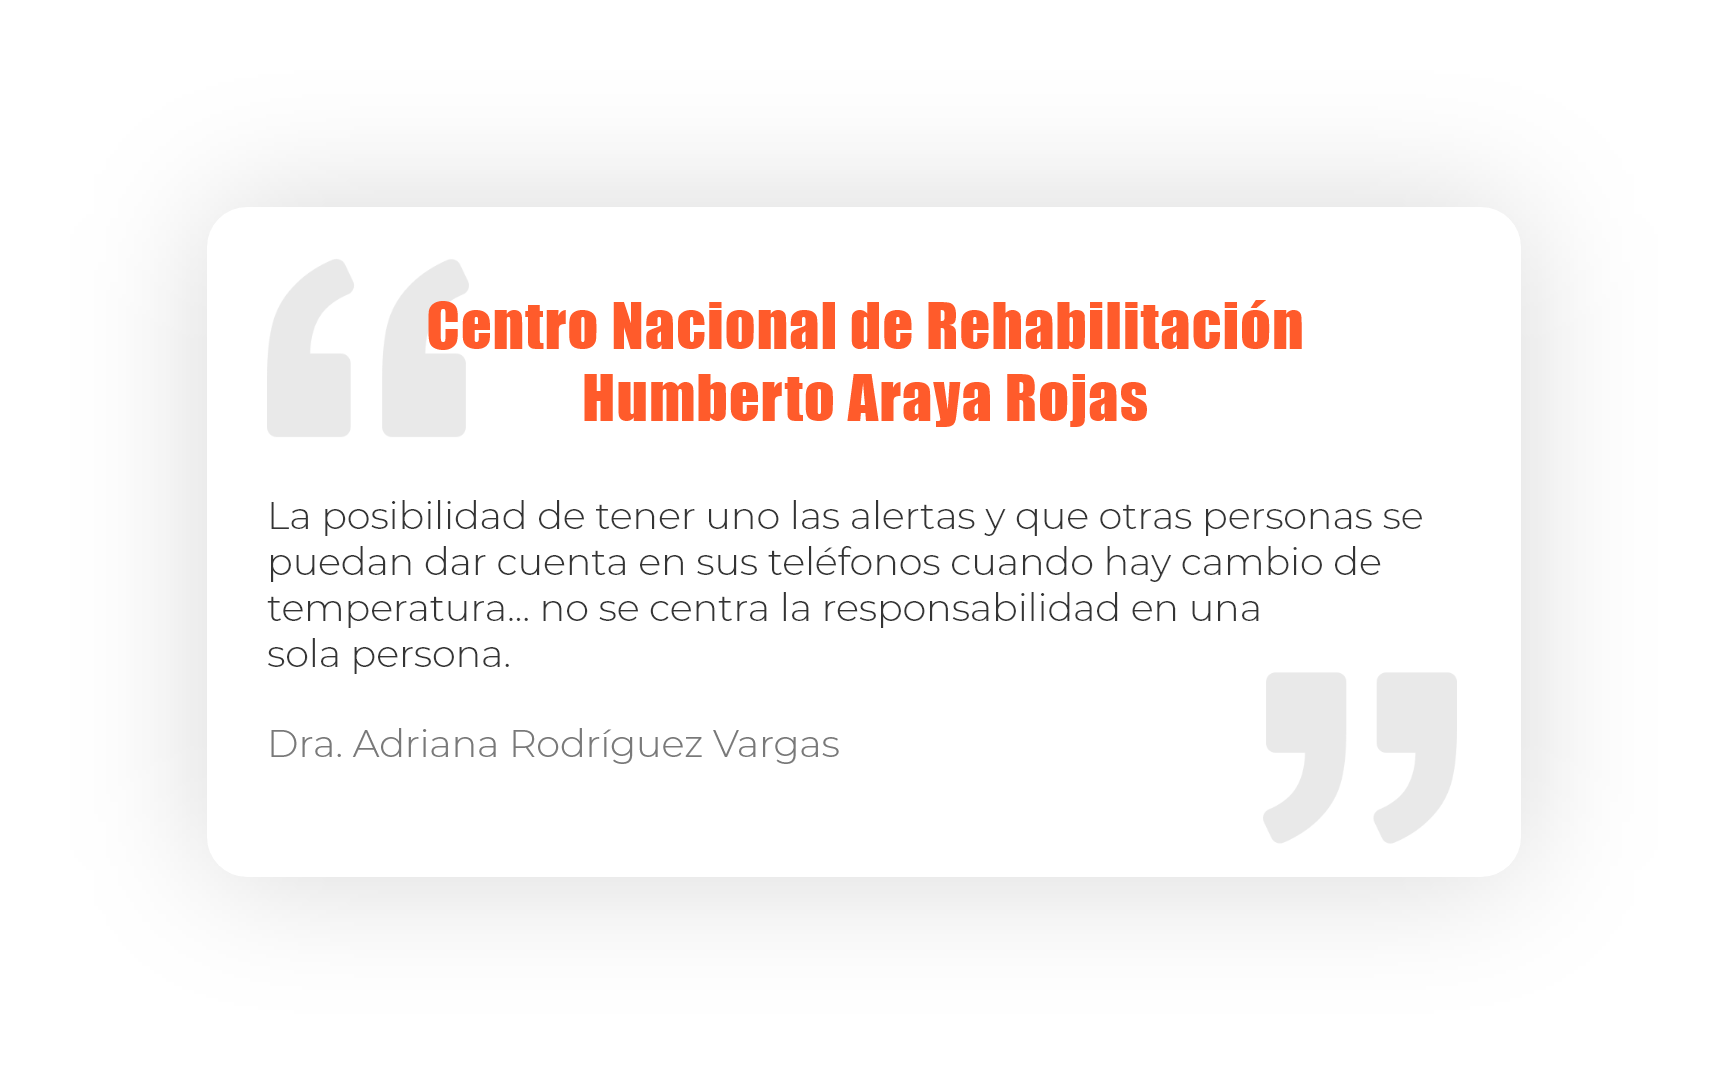 Centro Nacional de Rehabilitación
Humberto Araya Rojas
La posibilidad de tener uno las alertas y que otras personas se
puedan dar cuenta en sus teléfonos cuando hay cambio de
temperatura... no se centra la responsabilidad en una
sola persona.
Dra. Adriana Rodríguez Vargas